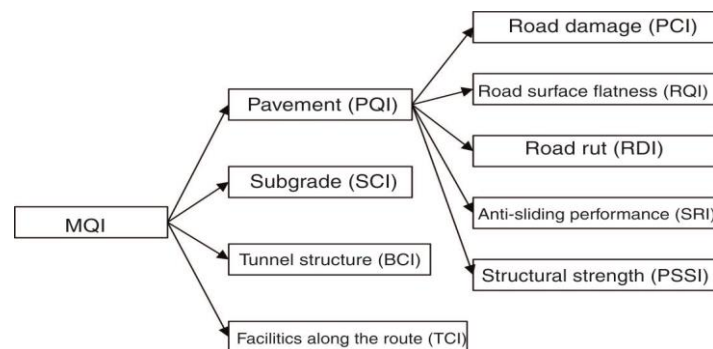 Road damage (PCI)
Pavement (PQI)
Road surface flatness (RQI)
Road rut (RDI)
Subgrade (SCI)
Anti-sliding performance (SRI)
MQI
Tunnel structure (BCI)
Structural strength (PSSI)
Facilitics along the route (TCI)